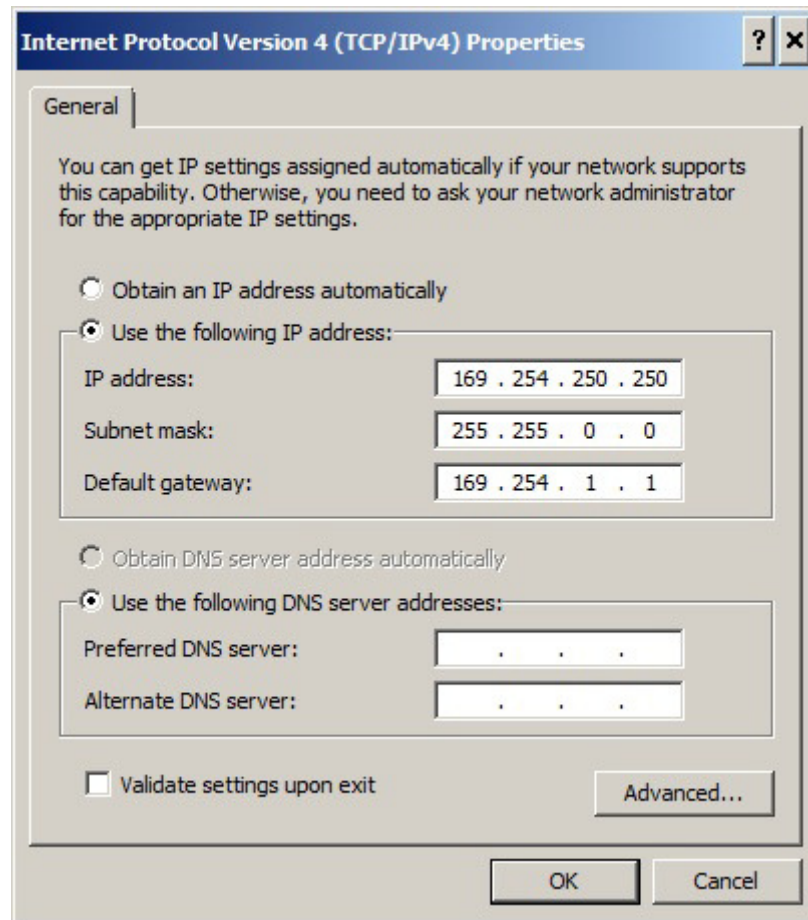 Internet Protocol Version 4 (TCP/IPv4) Properties
General
You can get IP settings assigned automatically if your network supports
this capability. Otherwise, you need to ask your network administrator
for the appropriate IP settings.
Obtain an IP address automatically
Use the following IP address:
IP address: 169 . 254 . 250 . 250
Subnet mask: 255 . 255 . 0 . 0
Default gateway: 169 . 254 . 1 . 1
Obtain DNS server address automatically
Use the following DNS server addresses:
Preferred DNS server: . . .
Alternate DNS server: . . .
Validate settings upon exit
Advanced...
OK Cancel